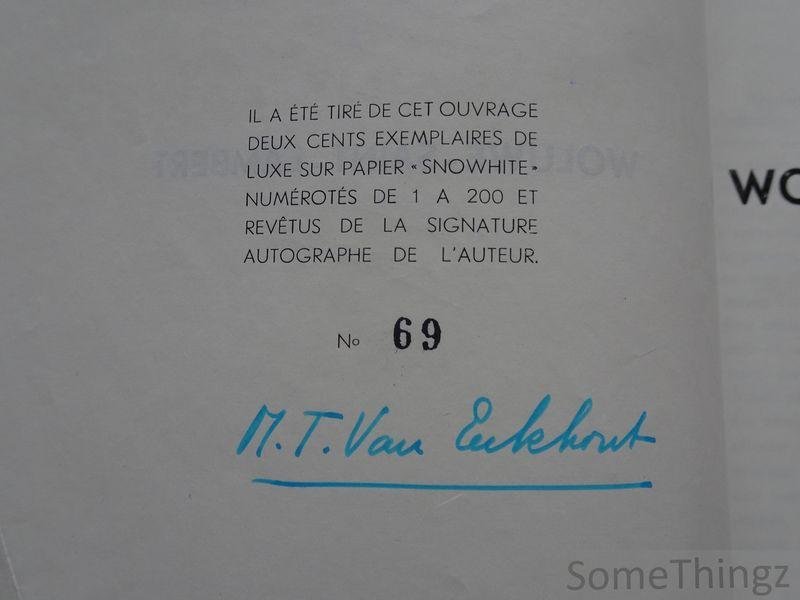 IL A ÉTÉ TIRÉ DE CET OUVRAGE
DEUX CENTS EXEMPLAIRES DE
LUXE SUR PAPIER « SNOWHITE »
NUMÉROTÉS DE 1 A 200 ET
REVÊTUS DE LA SIGNATURE
AUTOGRAPHE DE L'AUTEUR.
No 69
M. T. Van Eeckhout
WO
SomeThingz